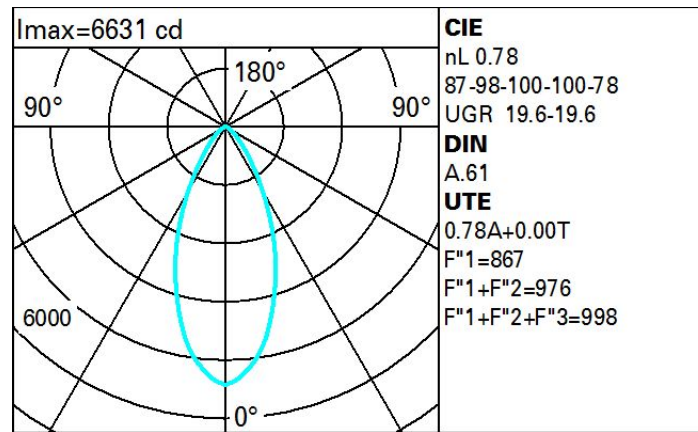 Imax=6631 cd
180°
90°
90°
6000
0°
CIE
nL 0.78
87-98-100-100-78
UGR 19.6-19.6
DIN
A.61
UTE
0.78A+0.00T
F"1=867
F"1+F"2=976
F"1+F"2+F"3=998